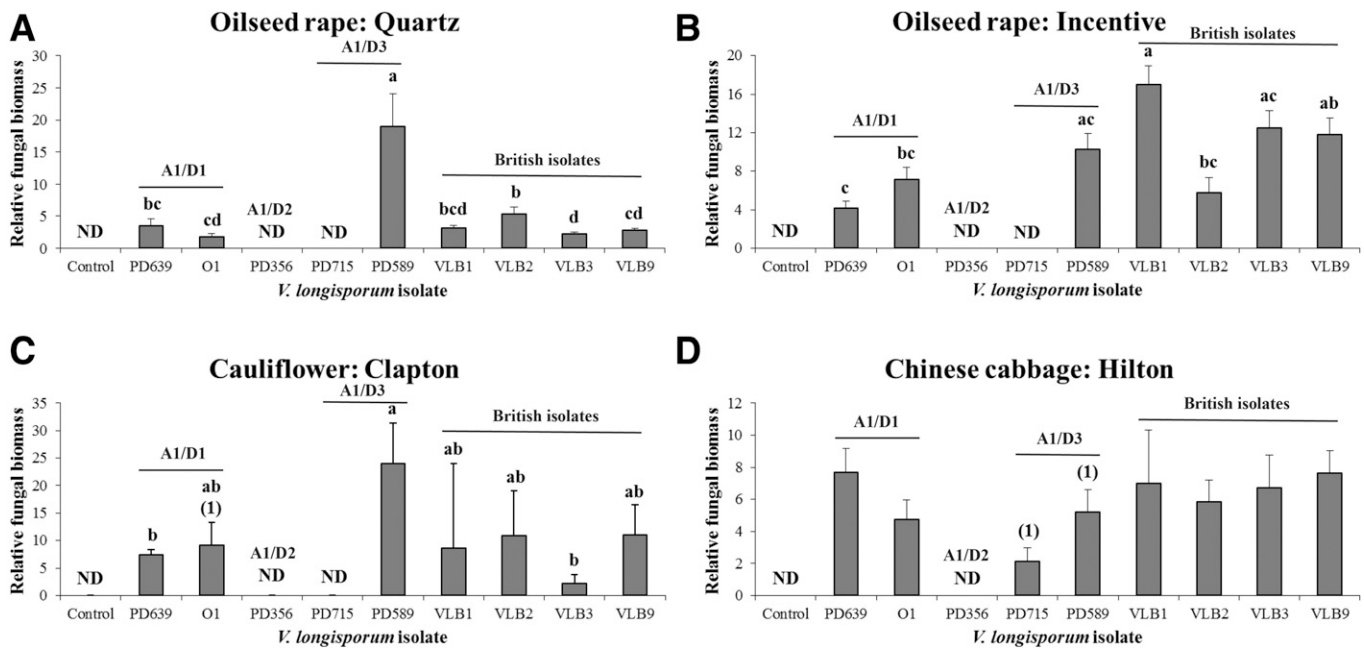 A
Oilseed rape: Quartz
Relative fungal biomass
35
30
25
20
15
10
5
0
A1/D3
a
A1/D1
British isolates
bc
cd
A1/D2
bcd
b
d
cd
ND
ND
ND
Control
PD639
O1
PD356
PD715
PD589
VLB1
VLB2
VLB3
VLB9
V. longisporum isolate
B
Oilseed rape: Incentive
Relative fungal biomass
20
16
12
8
4
0
British isolates
a
A1/D3
A1/D1
ac
ac
ab
bc
bc
c
A1/D2
ND
ND
ND
Control
PD639
O1
PD356
PD715
PD589
VLB1
VLB2
VLB3
VLB9
V. longisporum isolate
C
Cauliflower: Clapton
Relative fungal biomass
35
30
25
20
15
10
5
0
A1/D3
a
British isolates
A1/D1
ab
ab
ab
ab
(1)
b
b
A1/D2
ND
ND
ND
Control
PD639
O1
PD356
PD715
PD589
VLB1
VLB2
VLB3
VLB9
V. longisporum isolate
D
Chinese cabbage: Hilton
Relative fungal biomass
12
10
8
6
4
2
0
British isolates
A1/D1
A1/D3
(1)
(1)
A1/D2
ND
ND
Control
PD639
O1
PD356
PD715
PD589
VLB1
VLB2
VLB3
VLB9
V. longisporum isolate